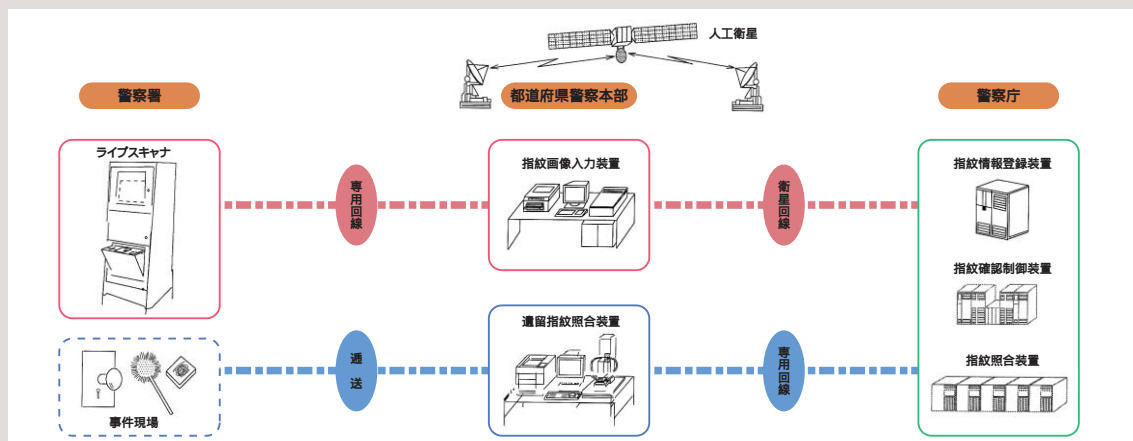 人工衛星
警察署
都道府県警察本部
警察庁
ライブスキャナ
専用回線
指紋画像入力装置
衛星回線
指紋情報登録装置
指紋確認制御装置
事件現場
逓送
遺留指紋照合装置
専用回線
指紋照合装置